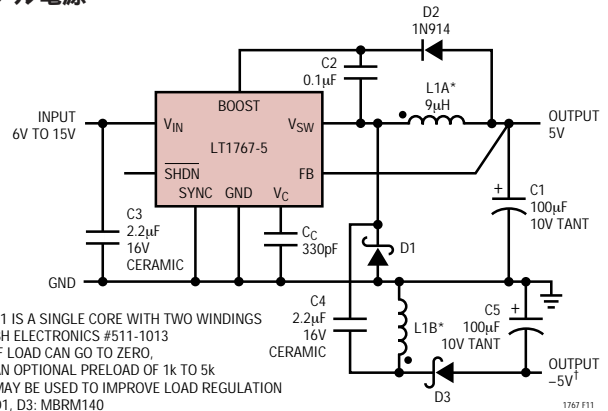 ル電源
D2
1N914
C2
0.1µF
L1A*
9µH
BOOST
INPUT
6V TO 15V
V_IN
V_SW
OUTPUT
5V
LT1767-5
SHDN
FB
SYNC GND V_C
+
C1
100µF
10V TANT
C3
2.2µF
16V
CERAMIC
C_C
330pF
D1
GND
C4
2.2µF
16V
CERAMIC
L1B*
C5
+
100µF
10V TANT
D3
OUTPUT
–5V†
1 IS A SINGLE CORE WITH TWO WINDINGS
H ELECTRONICS #511-1013
F LOAD CAN GO TO ZERO,
AN OPTIONAL PRELOAD OF 1k TO 5k
MAY BE USED TO IMPROVE LOAD REGULATION
D1, D3: MBRM140
1767 F11